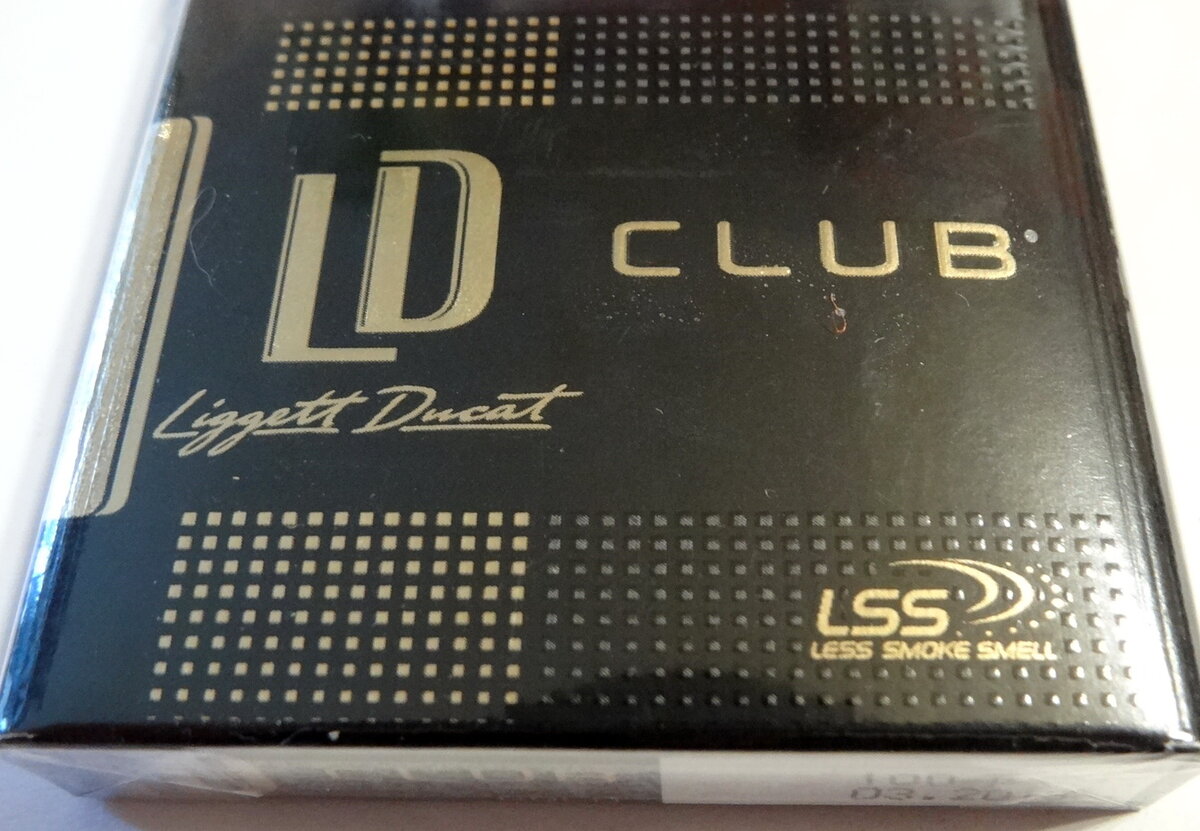 LD CLUB
Liggett Ducat
LSS
LESS SMOKE SMELL